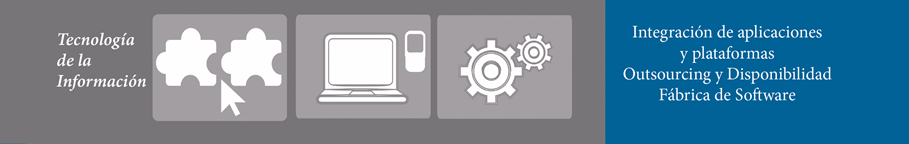 Tecnología
de la
Información
Integración de aplicaciones
y plataformas
Outsourcing y Disponibilidad
Fábrica de Software